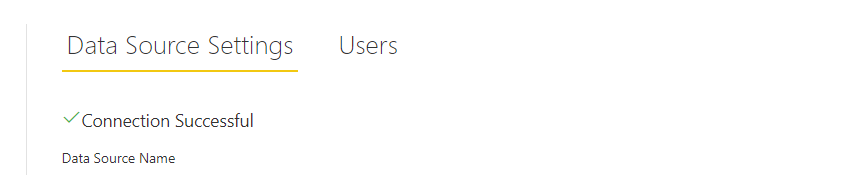 Data Source Settings Users
Connection Successful
Data Source Name